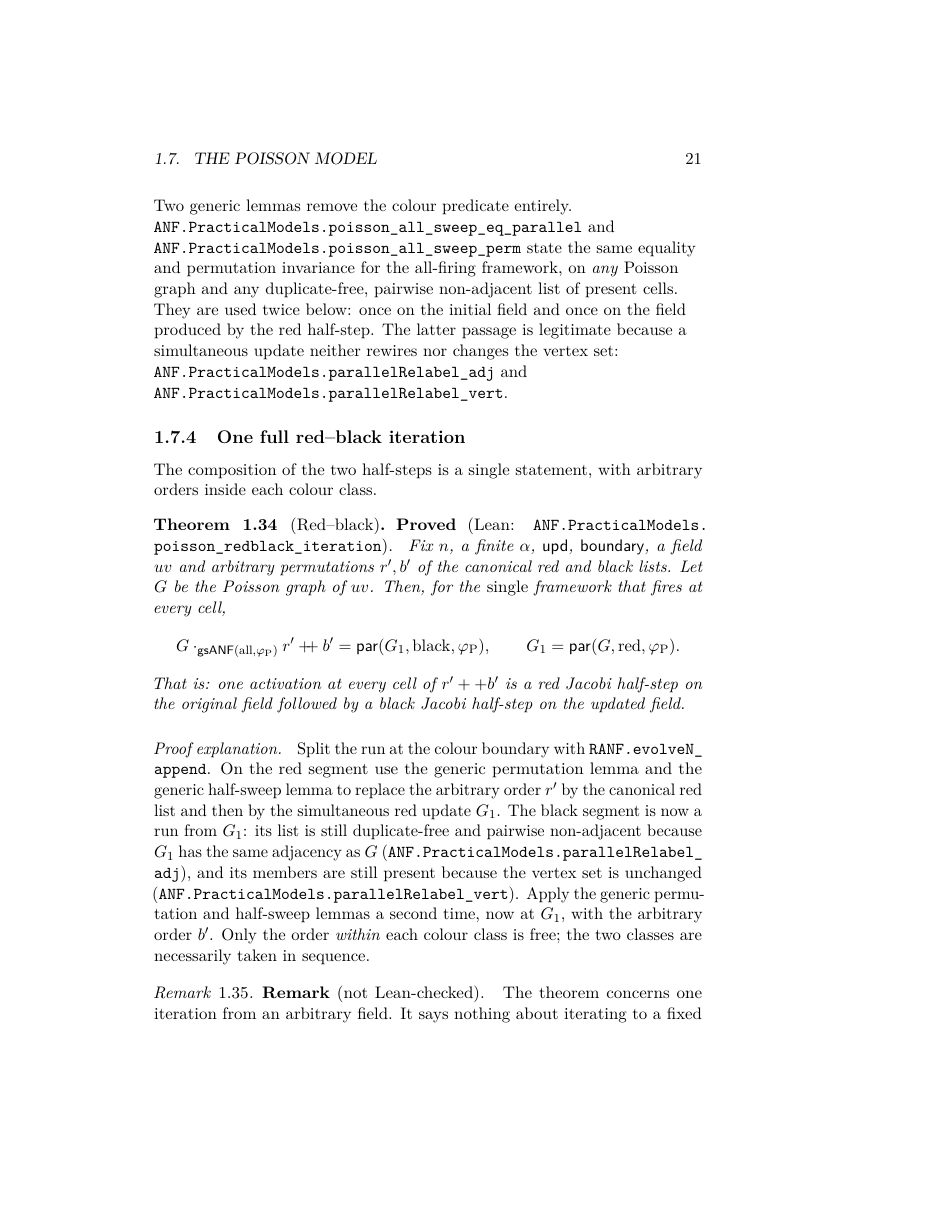 1.7. THE POISSON MODEL 21
Two generic lemmas remove the colour predicate entirely.
ANF.PracticalModels.poisson_all_sweep_eq_parallel and
ANF.PracticalModels.poisson_all_sweep_perm state the same equality
and permutation invariance for the all-firing framework, on any Poisson
graph and any duplicate-free, pairwise non-adjacent list of present cells.
They are used twice below: once on the initial field and once on the field
produced by the red half-step. The latter passage is legitimate because a
simultaneous update neither rewires nor changes the vertex set:
ANF.PracticalModels.parallelRelabel_adj and
ANF.PracticalModels.parallelRelabel_vert.
1.7.4 One full red–black iteration
The composition of the two half-steps is a single statement, with arbitrary
orders inside each colour class.
Theorem 1.34 (Red–black). Proved (Lean: ANF.PracticalModels.
poisson_redblack_iteration). Fix n, a finite α, upd, boundary, a field
uv and arbitrary permutations r′, b′ of the canonical red and black lists. Let
G be the Poisson graph of uv. Then, for the single framework that fires at
every cell,
G ·gsANF(all,φP) r′ ++ b′ = par(G1, black, φP), G1 = par(G, red, φP).
That is: one activation at every cell of r′ + +b′ is a red Jacobi half-step on
the original field followed by a black Jacobi half-step on the updated field.
Proof explanation. Split the run at the colour boundary with RANF.evolveN_
append. On the red segment use the generic permutation lemma and the
generic half-sweep lemma to replace the arbitrary order r′ by the canonical red
list and then by the simultaneous red update G1. The black segment is now a
run from G1: its list is still duplicate-free and pairwise non-adjacent because
G1 has the same adjacency as G (ANF.PracticalModels.parallelRelabel_
adj), and its members are still present because the vertex set is unchanged
(ANF.PracticalModels.parallelRelabel_vert). Apply the generic permu-
tation and half-sweep lemmas a second time, now at G1, with the arbitrary
order b′. Only the order within each colour class is free; the two classes are
necessarily taken in sequence.
Remark 1.35. Remark (not Lean-checked). The theorem concerns one
iteration from an arbitrary field. It says nothing about iterating to a fixed